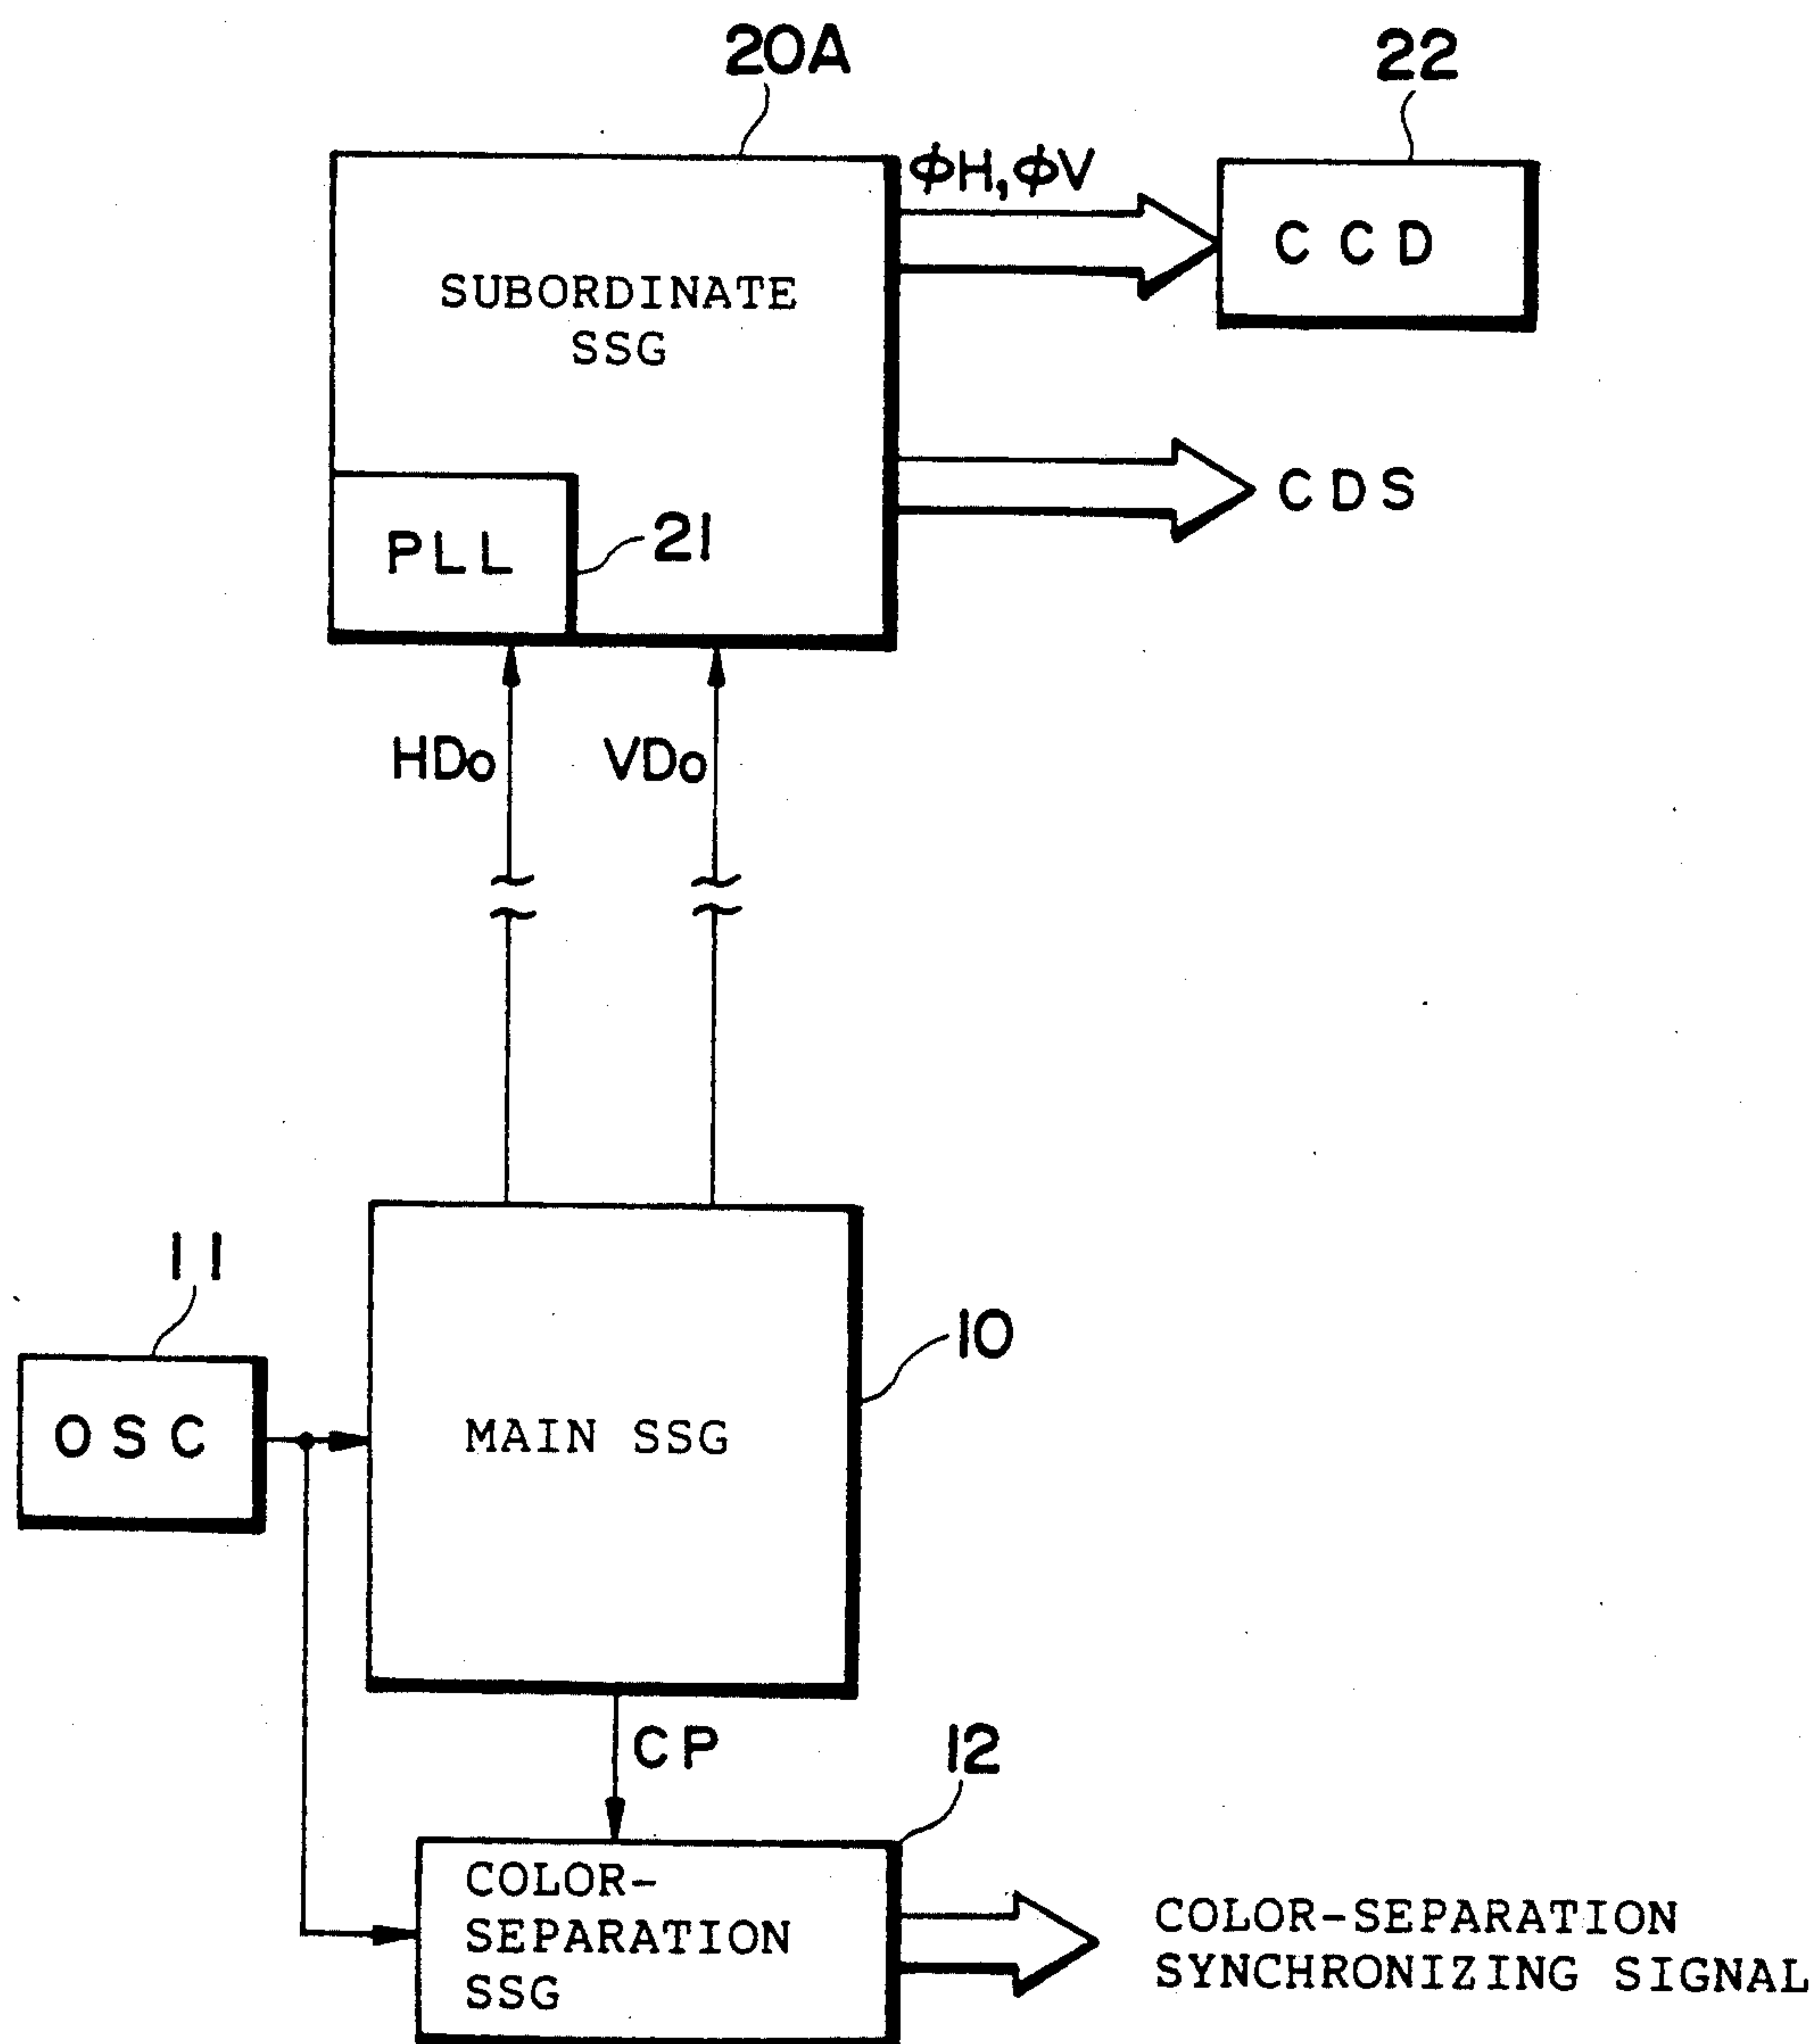 20A
22
ϕH, ϕV
CCD
SUBORDINATE
SSG
CDS
PLL
21
HDo
VDo
11
10
OSC
MAIN SSG
CP
12
COLOR-
SEPARATION
SSG
COLOR-SEPARATION
SYNCHRONIZING SIGNAL